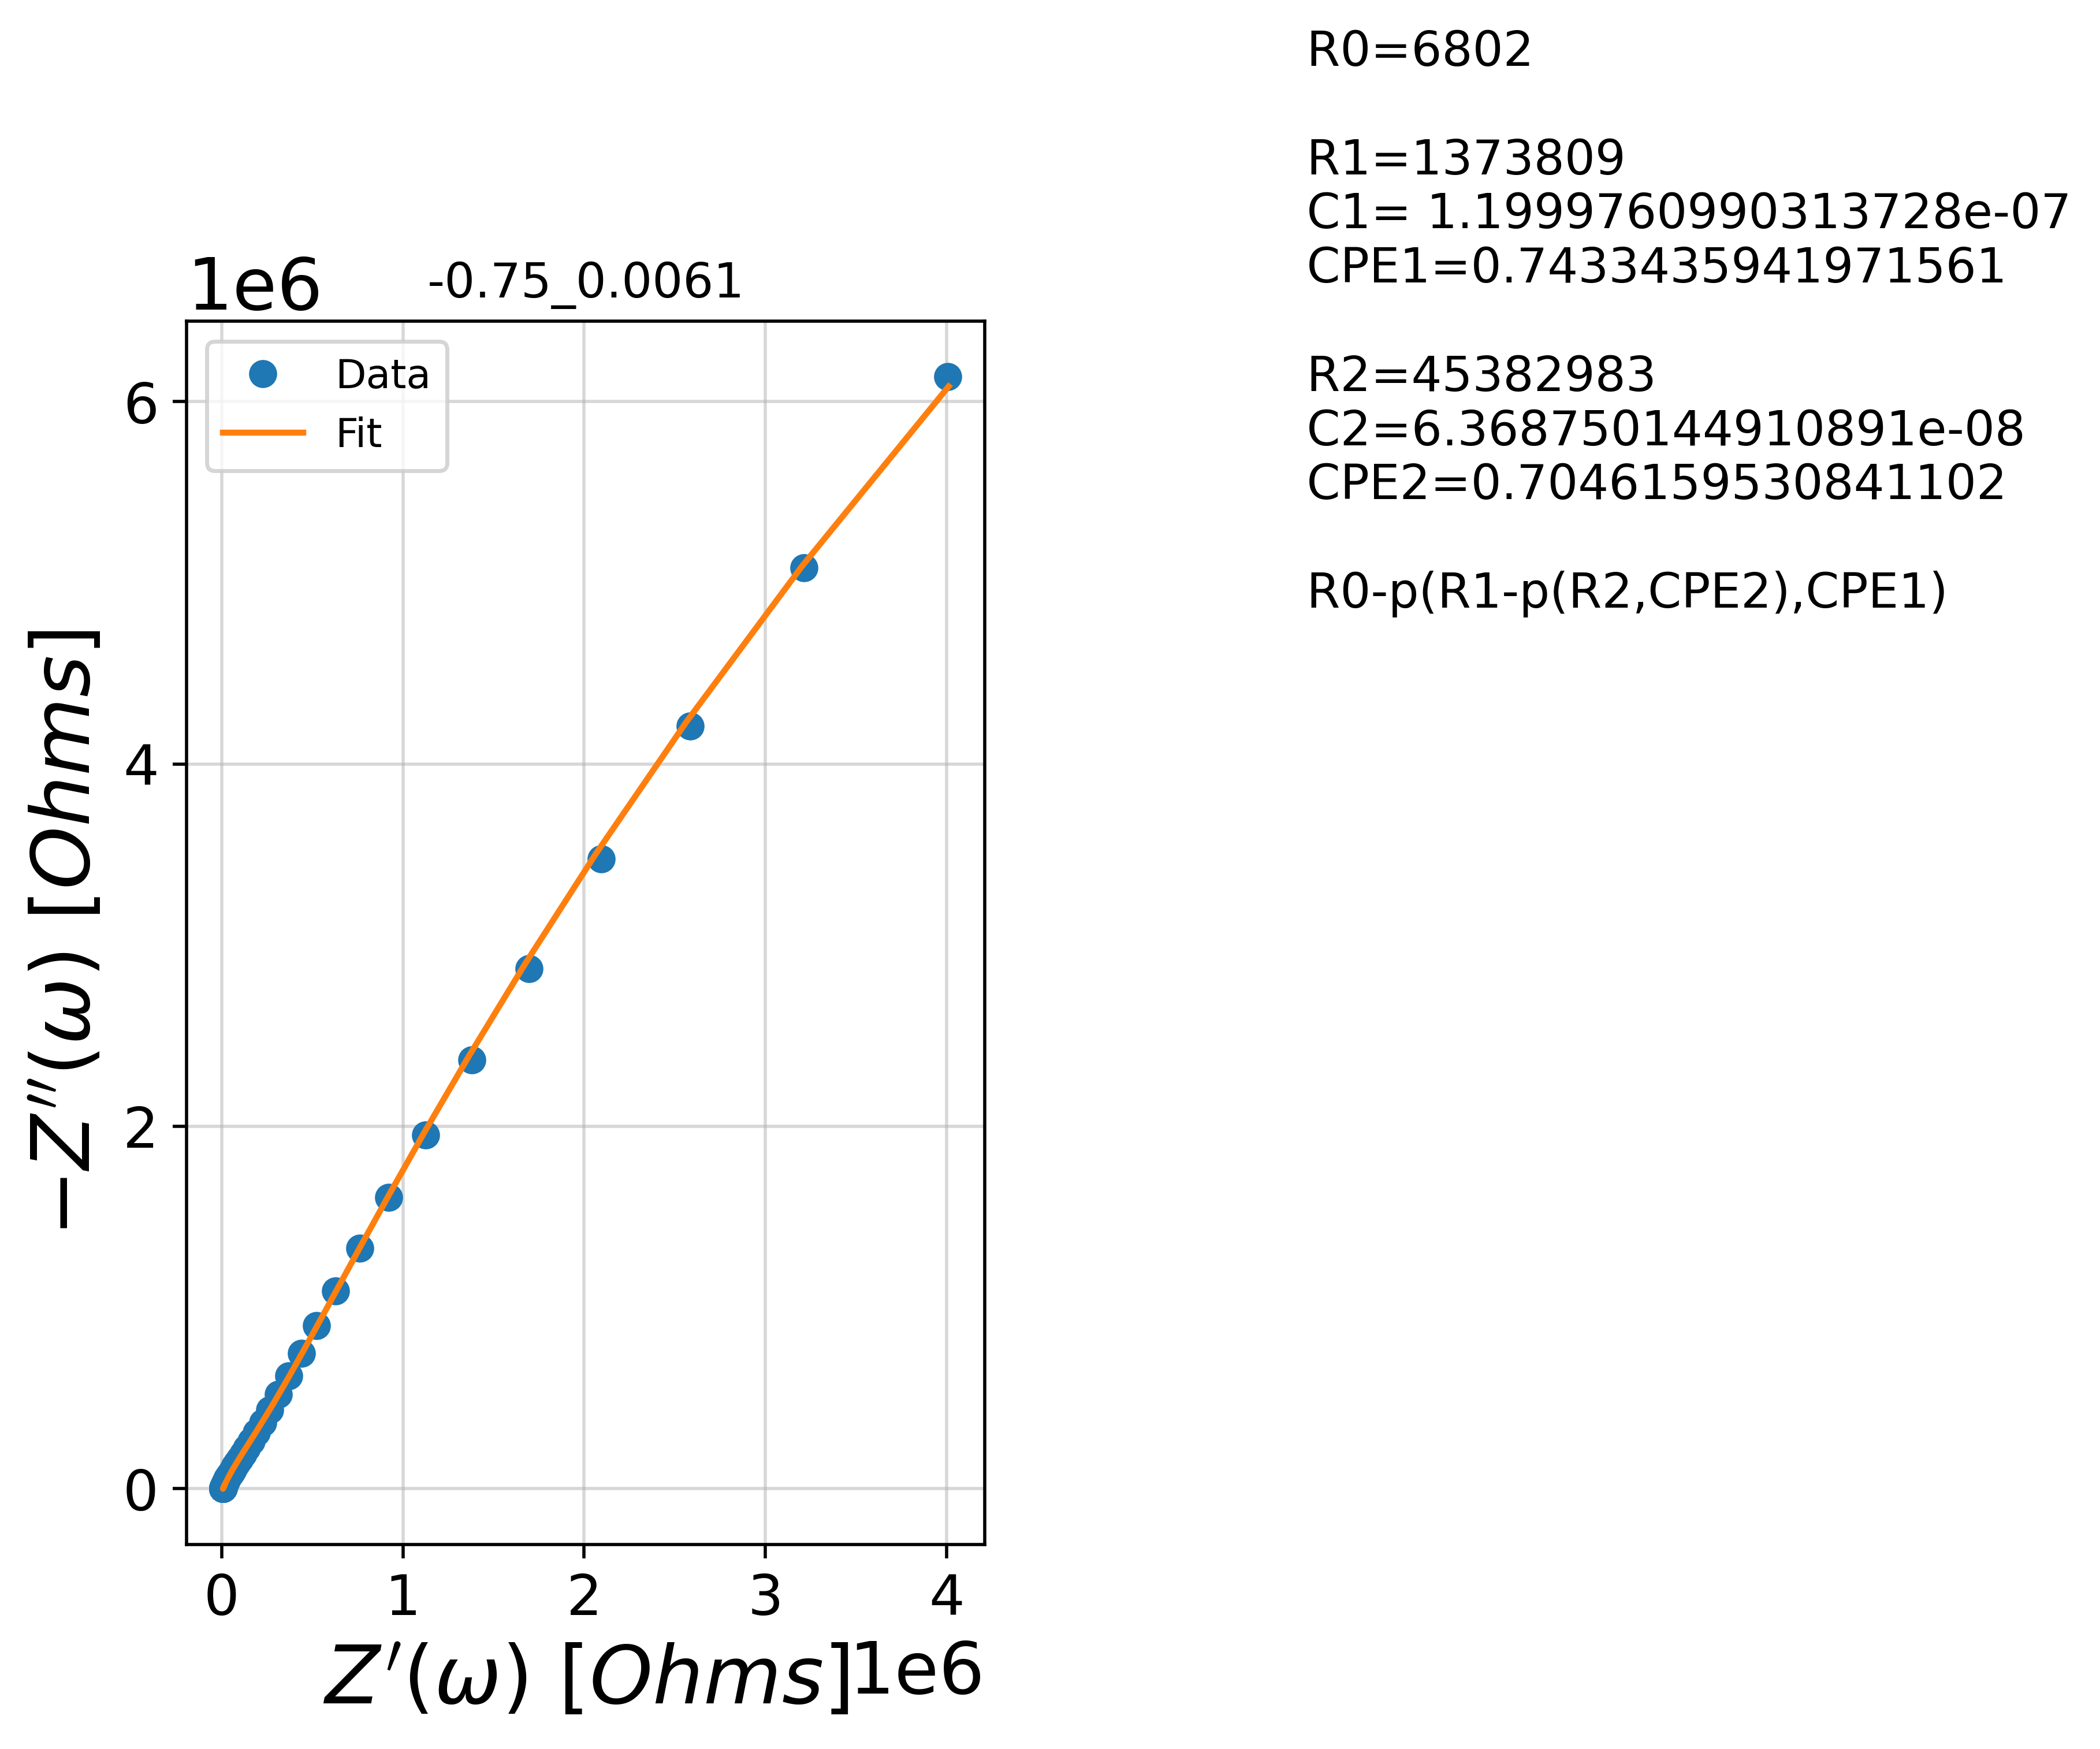 R0=6802
R1=1373809
C1= 1.1999760990313728e-07
CPE1=0.7433435941971561
R2=45382983
C2=6.368750144910891e-08
CPE2=0.7046159530841102
R0-p(R1-p(R2,CPE2),CPE1)
1e6
-0.75_0.0061
Data
Fit
6
4
2
0
−Z′′(ω) [Ohms]
0 1 2 3 4
Z′(ω) [Ohms]
1e6